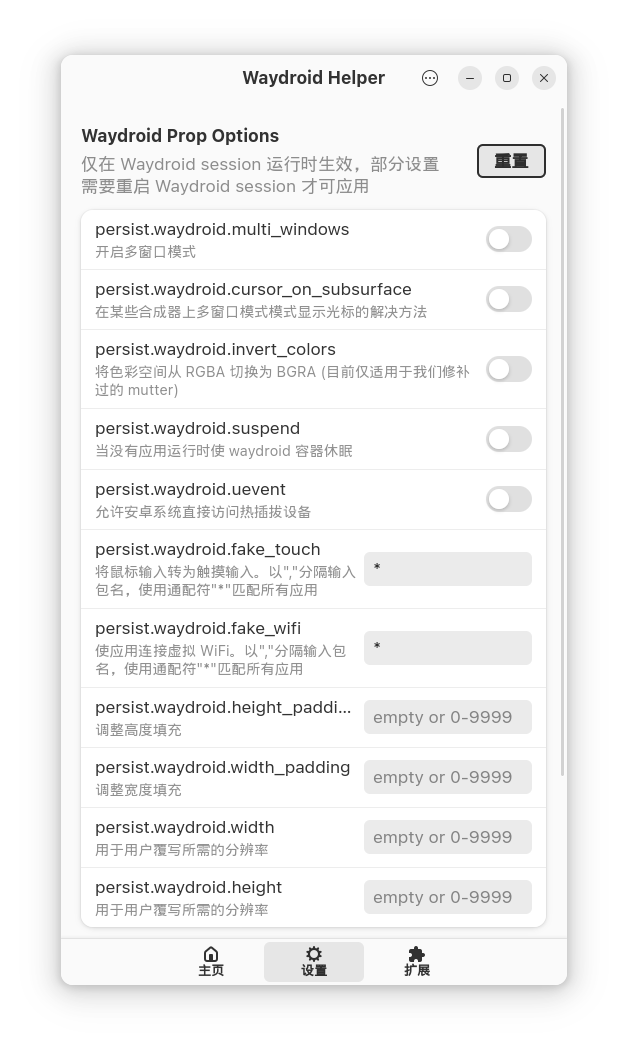 Waydroid Helper
Waydroid Prop Options
仅在 Waydroid session 运行时生效，部分设置
需要重启 Waydroid session 才可应用
重置
persist.waydroid.multi_windows
开启多窗口模式
persist.waydroid.cursor_on_subsurface
在某些合成器上多窗口模式模式显示光标的解决方法
persist.waydroid.invert_colors
将色彩空间从 RGBA 切换为 BGRA (目前仅适用于我们修补
过的 mutter)
persist.waydroid.suspend
当没有应用运行时使 waydroid 容器休眠
persist.waydroid.uevent
允许安卓系统直接访问热插拔设备
persist.waydroid.fake_touch
将鼠标输入转为触摸输入。以","分隔输入
包名，使用通配符"*"匹配所有应用
*
persist.waydroid.fake_wifi
使应用连接虚拟 WiFi。以","分隔输入包
名，使用通配符"*"匹配所有应用
*
persist.waydroid.height_paddi...
调整高度填充
empty or 0-9999
persist.waydroid.width_padding
调整宽度填充
empty or 0-9999
persist.waydroid.width
用于用户覆写所需的分辨率
empty or 0-9999
persist.waydroid.height
用于用户覆写所需的分辨率
empty or 0-9999
主页
设置
扩展